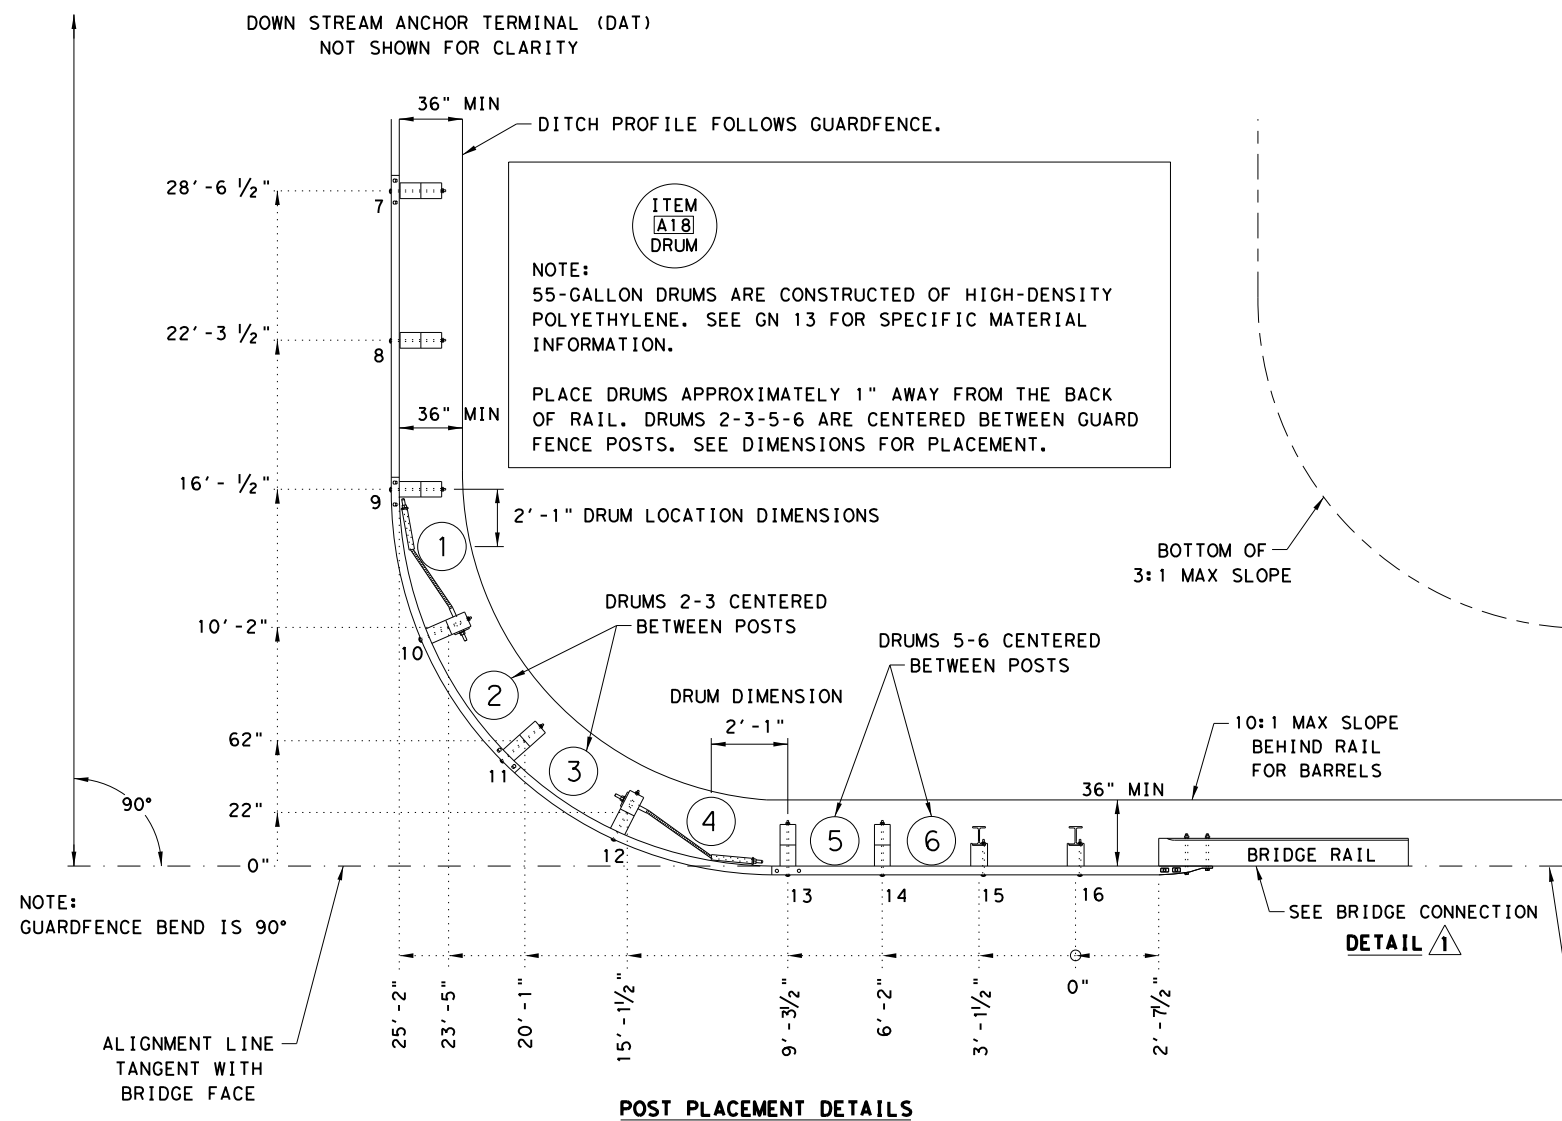 DOWN STREAM ANCHOR TERMINAL (DAT)
NOT SHOWN FOR CLARITY
36" MIN
DITCH PROFILE FOLLOWS GUARDFENCE.
28'-6 1/2"
7
ITEM
A18
DRUM
NOTE:
55-GALLON DRUMS ARE CONSTRUCTED OF HIGH-DENSITY
POLYETHYLENE. SEE GN 13 FOR SPECIFIC MATERIAL
INFORMATION.
PLACE DRUMS APPROXIMATELY 1" AWAY FROM THE BACK
OF RAIL. DRUMS 2-3-5-6 ARE CENTERED BETWEEN GUARD
FENCE POSTS. SEE DIMENSIONS FOR PLACEMENT.
22'-3 1/2"
8
36" MIN
16'- 1/2"
9
2'-1" DRUM LOCATION DIMENSIONS
1
BOTTOM OF
3:1 MAX SLOPE
DRUMS 2-3 CENTERED
BETWEEN POSTS
10'-2"
10
DRUMS 5-6 CENTERED
BETWEEN POSTS
2
DRUM DIMENSION
2'-1"
62"
11
3
10:1 MAX SLOPE
BEHIND RAIL
FOR BARRELS
36" MIN
90°
22"
12
4
5
6
BRIDGE RAIL
0"
13
14
15
16
NOTE:
GUARDFENCE BEND IS 90°
SEE BRIDGE CONNECTION
DETAIL 1
25'-2"
23'-5"
20'-1"
15'-1 1/2"
9'-3 1/2"
6'-2"
3'-1 1/2"
0"
2'-7 1/2"
ALIGNMENT LINE
TANGENT WITH
BRIDGE FACE
POST PLACEMENT DETAILS